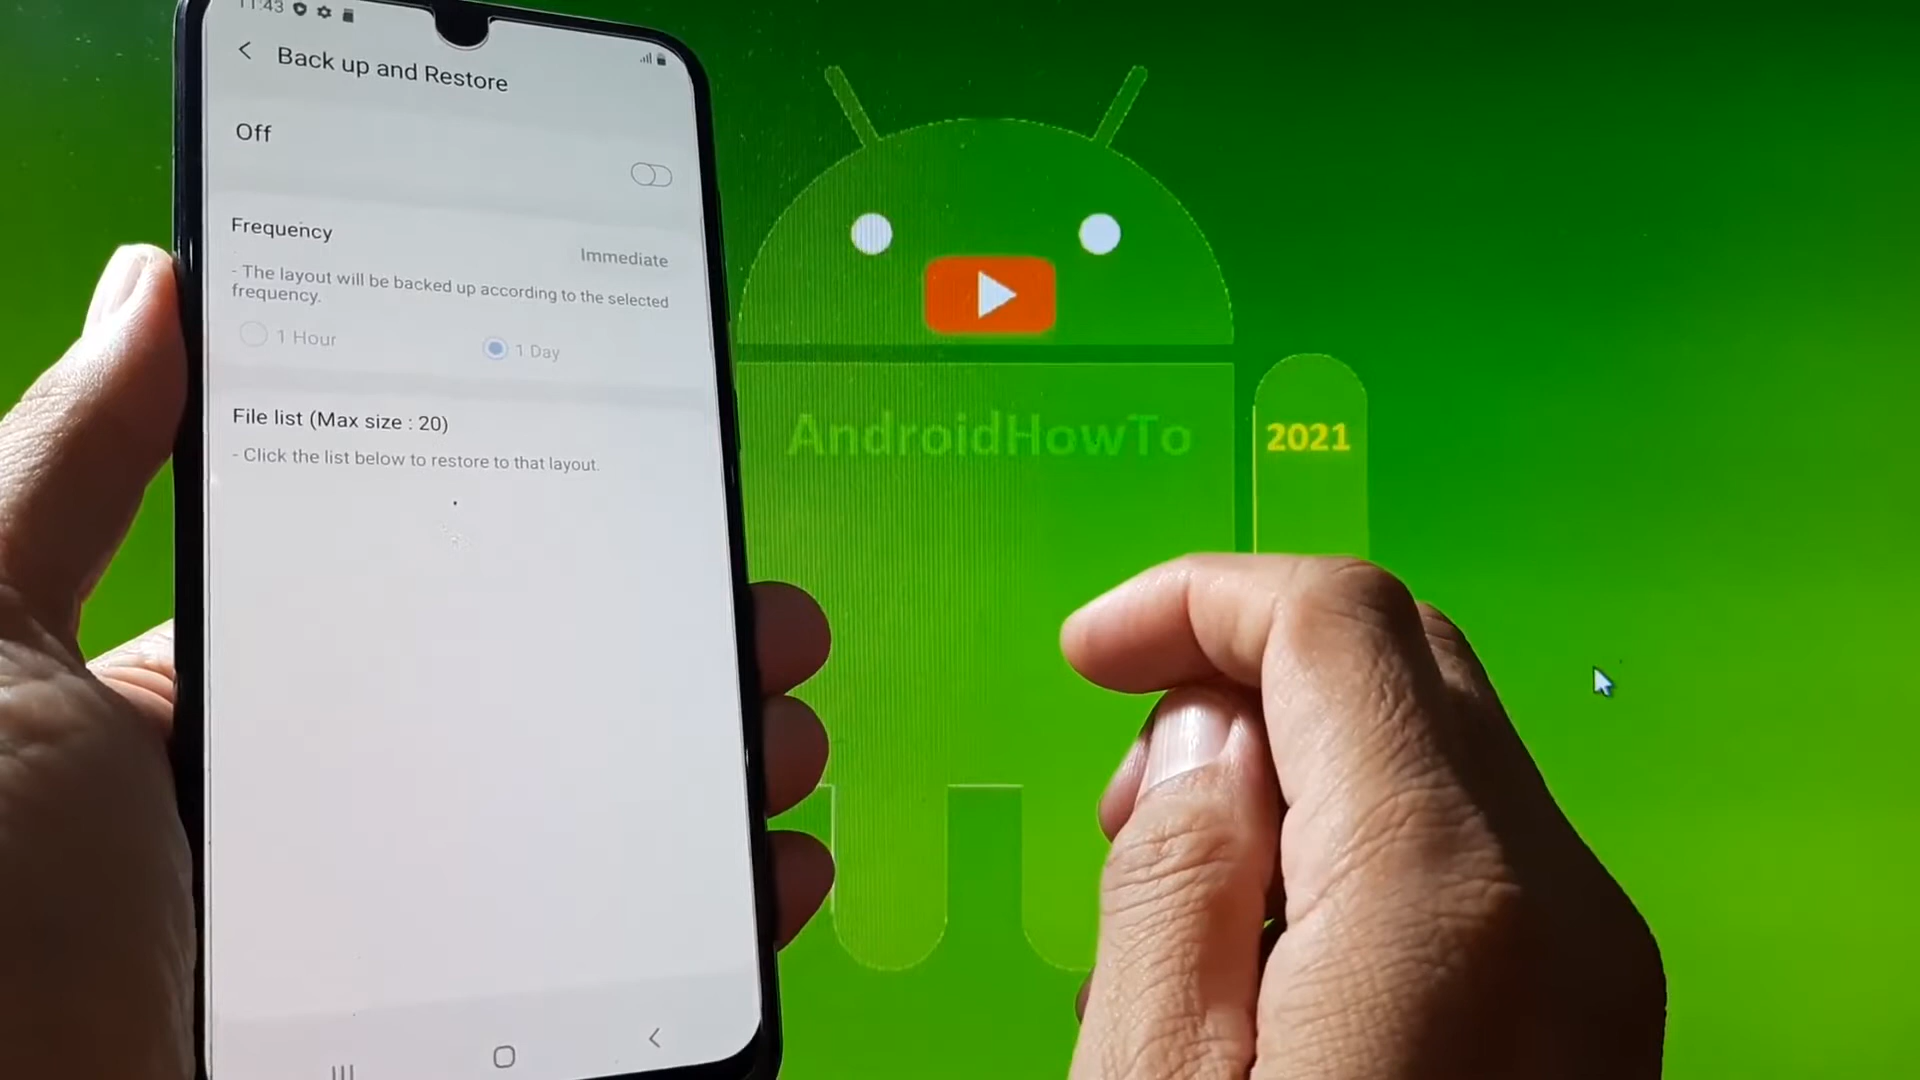 11:43
Back up and Restore
Off
Frequency
Immediate
- The layout will be backed up according to the selected
frequency.
1 Hour
1 Day
File list (Max size : 20)
- Click the list below to restore to that layout.
AndroidHowTo
2021